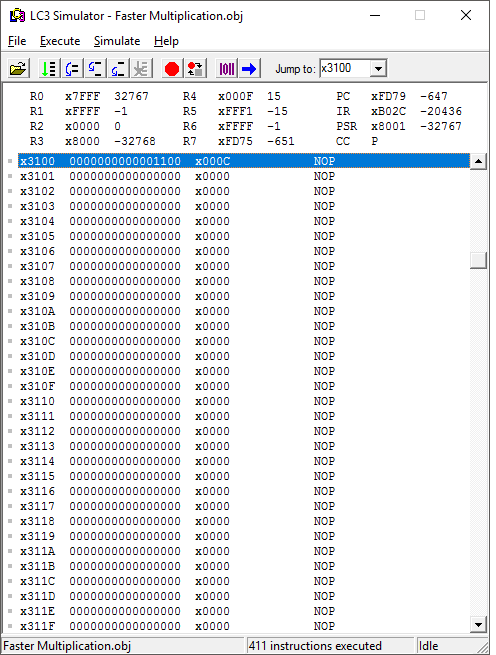 LC3 Simulator - Faster Multiplication.obj
File Execute Simulate Help
Jump to: x3100
R0 x7FFF 32767 R4 x000F 15 PC xFD79 -647
R1 xFFFF -1 R5 xFFF1 -15 IR xB02C -20436
R2 x0000 0 R6 xFFFF -1 PSR x8001 -32767
R3 x8000 -32768 R7 xFD75 -651 CC P
x3100 0000000000001100 x000C NOP
x3101 0000000000000000 x0000 NOP
x3102 0000000000000000 x0000 NOP
x3103 0000000000000000 x0000 NOP
x3104 0000000000000000 x0000 NOP
x3105 0000000000000000 x0000 NOP
x3106 0000000000000000 x0000 NOP
x3107 0000000000000000 x0000 NOP
x3108 0000000000000000 x0000 NOP
x3109 0000000000000000 x0000 NOP
x310A 0000000000000000 x0000 NOP
x310B 0000000000000000 x0000 NOP
x310C 0000000000000000 x0000 NOP
x310D 0000000000000000 x0000 NOP
x310E 0000000000000000 x0000 NOP
x310F 0000000000000000 x0000 NOP
x3110 0000000000000000 x0000 NOP
x3111 0000000000000000 x0000 NOP
x3112 0000000000000000 x0000 NOP
x3113 0000000000000000 x0000 NOP
x3114 0000000000000000 x0000 NOP
x3115 0000000000000000 x0000 NOP
x3116 0000000000000000 x0000 NOP
x3117 0000000000000000 x0000 NOP
x3118 0000000000000000 x0000 NOP
x3119 0000000000000000 x0000 NOP
x311A 0000000000000000 x0000 NOP
x311B 0000000000000000 x0000 NOP
x311C 0000000000000000 x0000 NOP
x311D 0000000000000000 x0000 NOP
x311E 0000000000000000 x0000 NOP
x311F 0000000000000000 x0000 NOP
Faster Multiplication.obj 411 instructions executed Idle